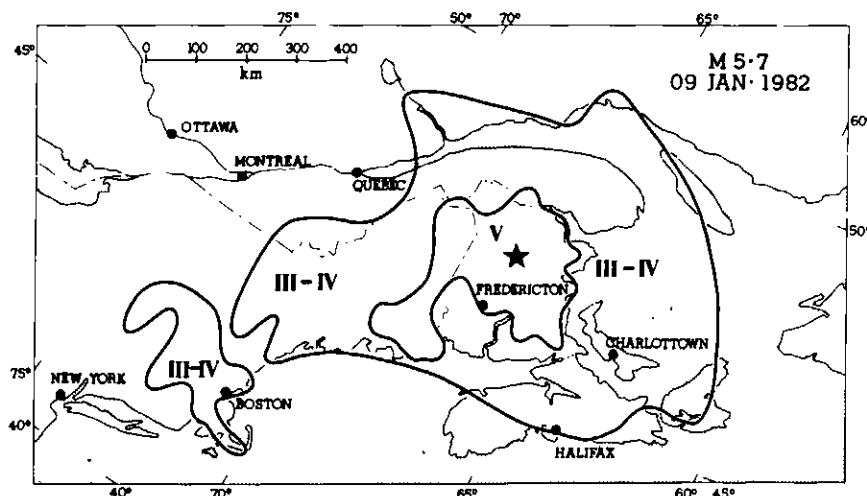 75° 50° 70° 65°
45°
0 100 200 300 400
km
M 5·7
09 JAN· 1982
OTTAWA
60°
MONTREAL
QUEBEC
50°
V
III-IV
III-IV
FREDERICTON
CHARLOTTOWN
75°
III-IV
NEW YORK
BOSTON
40°
HALIFAX
40° 70° 65° 60° 45°